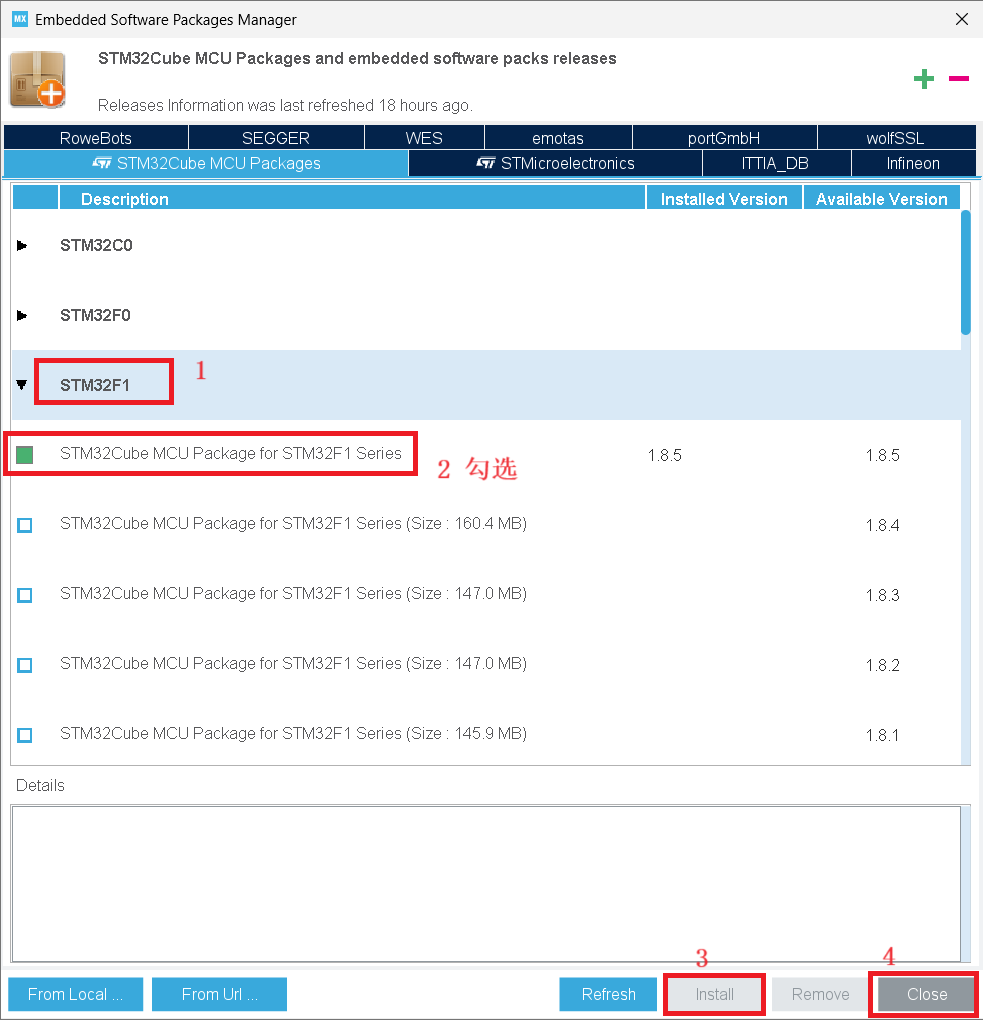 MX Embedded Software Packages Manager
STM32Cube MCU Packages and embedded software packs releases
Releases Information was last refreshed 18 hours ago.
RoweBots SEGGER WES emotas portGmbH wolfSSL
STM32Cube MCU Packages STMicroelectronics ITTIA_DB Infineon
Description Installed Version Available Version
STM32C0
STM32F0
STM32F1 1
STM32Cube MCU Package for STM32F1 Series 1.8.5 1.8.5
2 勾选
STM32Cube MCU Package for STM32F1 Series (Size : 160.4 MB) 1.8.4
STM32Cube MCU Package for STM32F1 Series (Size : 147.0 MB) 1.8.3
STM32Cube MCU Package for STM32F1 Series (Size : 147.0 MB) 1.8.2
STM32Cube MCU Package for STM32F1 Series (Size : 145.9 MB) 1.8.1
Details
3 4
From Local ... From Url ... Refresh Install Remove Close